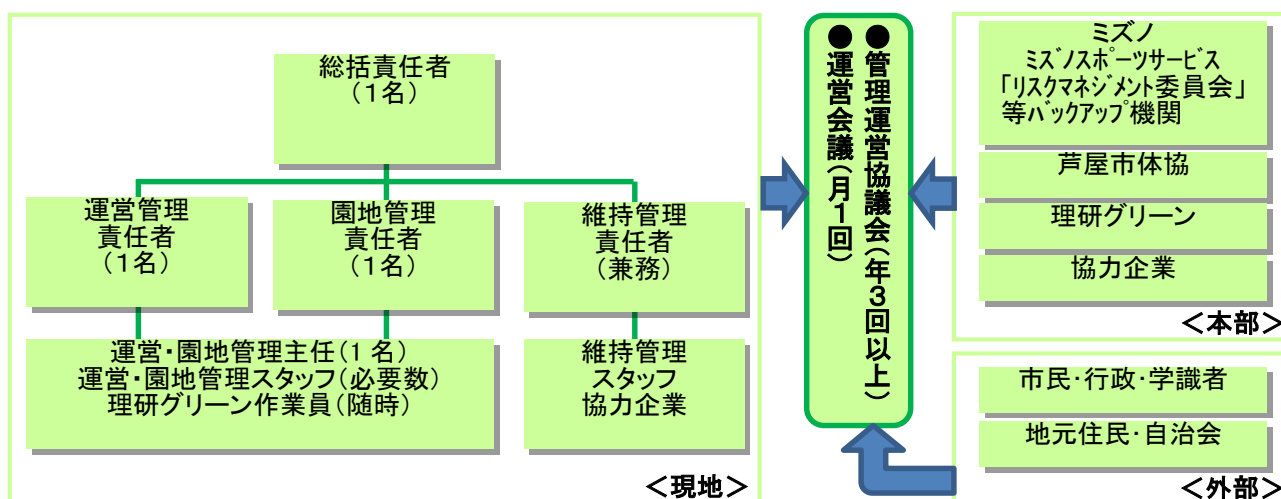 総括責任者
(1名)
運営管理
責任者
(1名)
園地管理
責任者
(1名)
維持管理
責任者
(兼務)
運営・園地管理主任(1名)
運営・園地管理スタッフ(必要数)
理研グリーン作業員(随時)
維持管理
スタッフ
協力企業
<現地>
●管理運営協議会(年3回以上)
●運営会議(月1回)
ミズノ
ミズノスポーツサービス
「リスクマネジメント委員会」
等バックアップ機関
芦屋市体協
理研グリーン
協力企業
<本部>
市民・行政・学識者
地元住民・自治会
<外部>